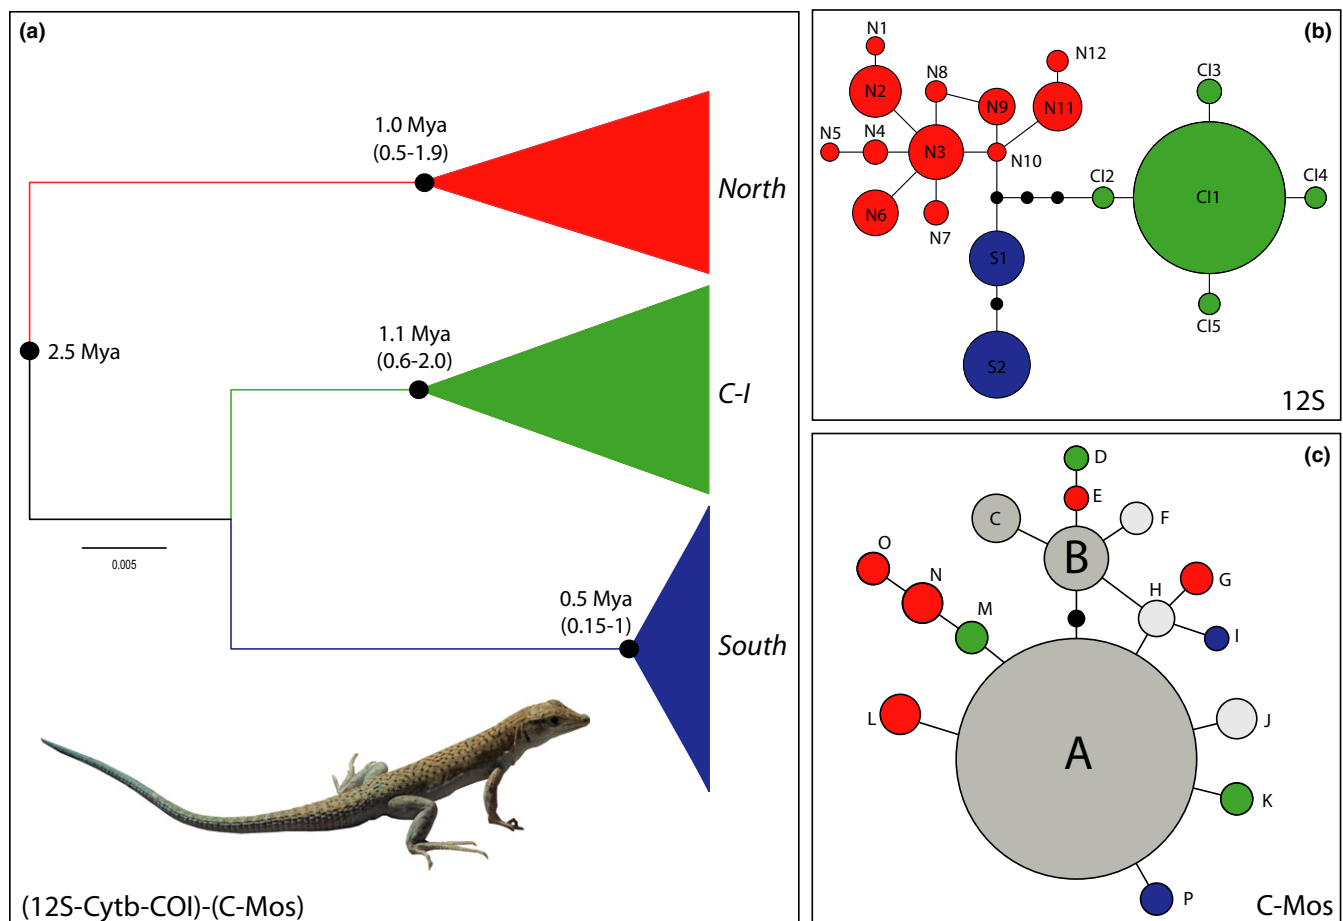 (a)
1.0 Mya
(0.5-1.9)
North
2.5 Mya
1.1 Mya
(0.6-2.0)
C-I
0.005
0.5 Mya
(0.15-1)
South
(12S-Cytb-COI)-(C-Mos)
(b)
N1
N12
N8
CI3
N2
N9
N11
N5
N4
N3
N10
CI2
CI1
CI4
N6
N7
S1
CI5
S2
12S
(c)
D
E
C
F
O
B
N
H
G
M
I
L
A
J
K
P
C-Mos